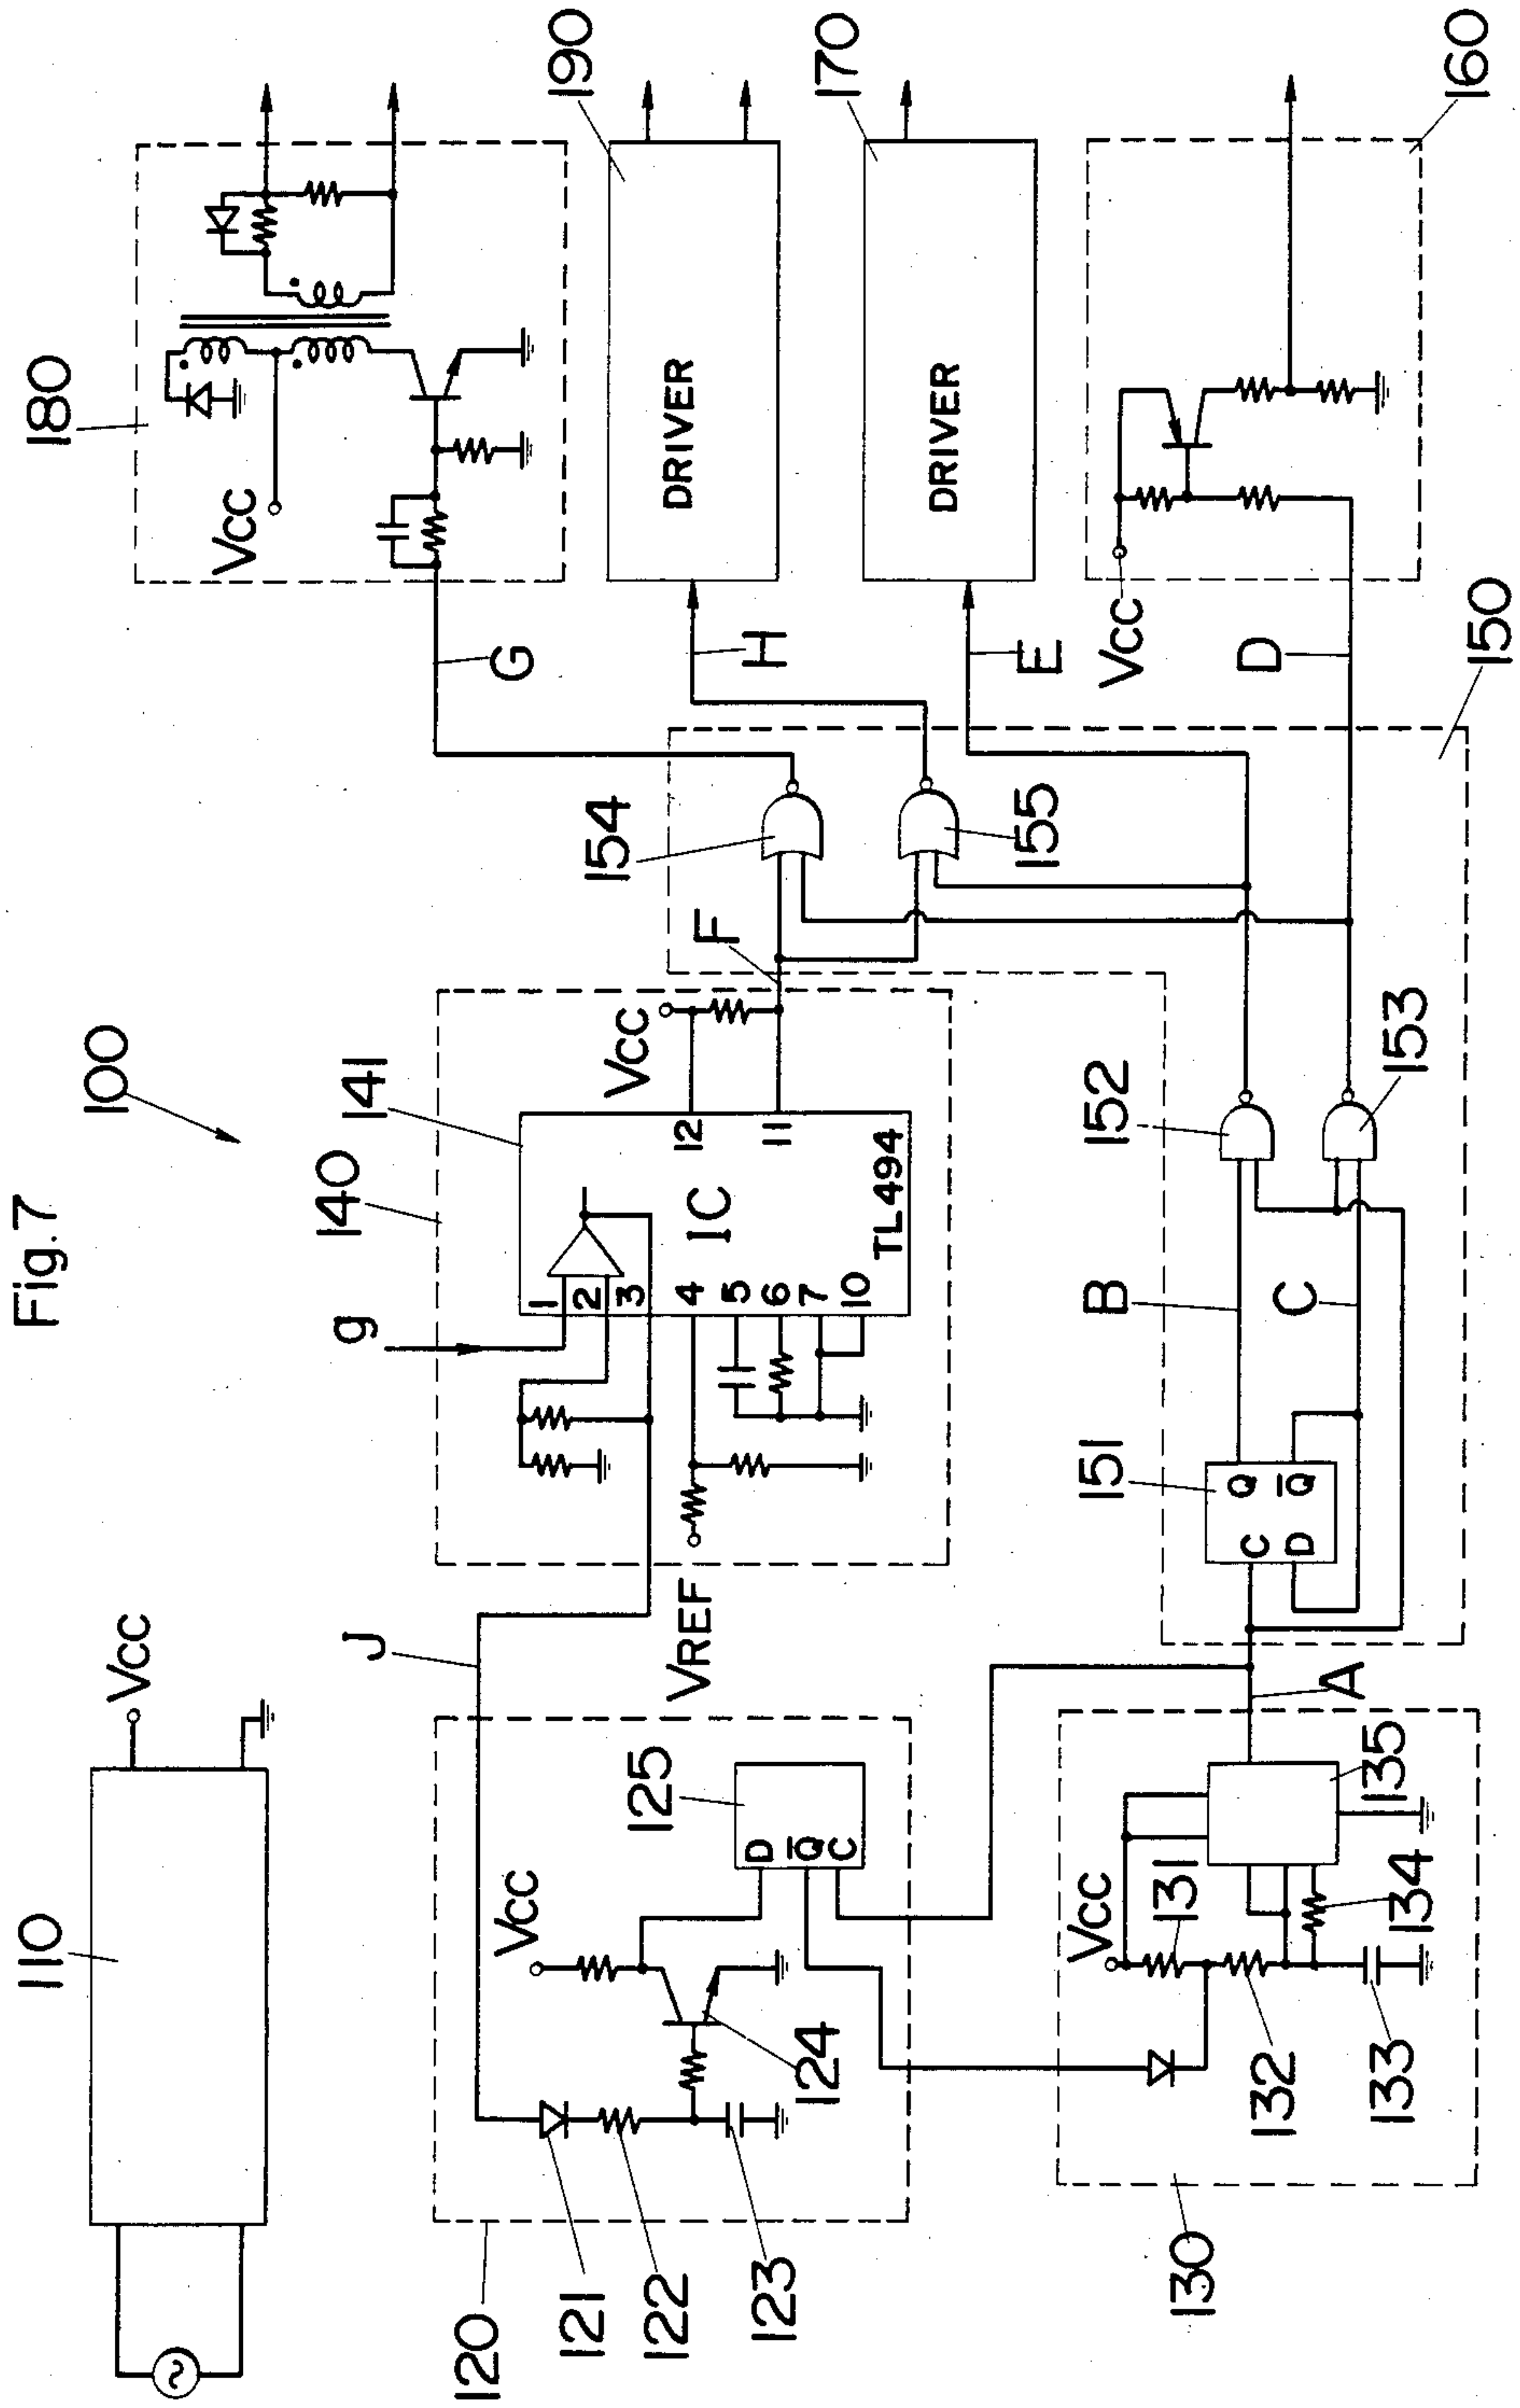 Fig.7
100
110
VCC
180
VCC
G
190
DRIVER
H
170
DRIVER
E
160
VCC
D
150
154
155
F
140
141
g
1
2
3
4
5
6
7
10
IC
12
11
TL494
VCC
VREF
J
152
153
B
C
151
C
D
Q
Q̅
A
120
121
122
123
124
125
D
Q̅
C
VCC
130
131
132
133
134
135
VCC